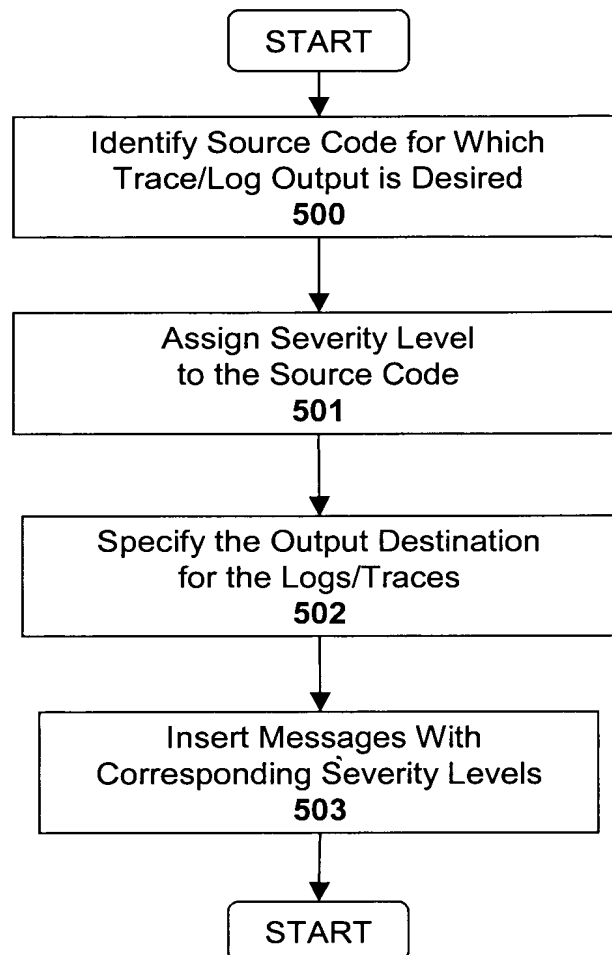 START
Identify Source Code for Which
Trace/Log Output is Desired
500
Assign Severity Level
to the Source Code
501
Specify the Output Destination
for the Logs/Traces
502
Insert Messages With
Corresponding Severity Levels
503
START